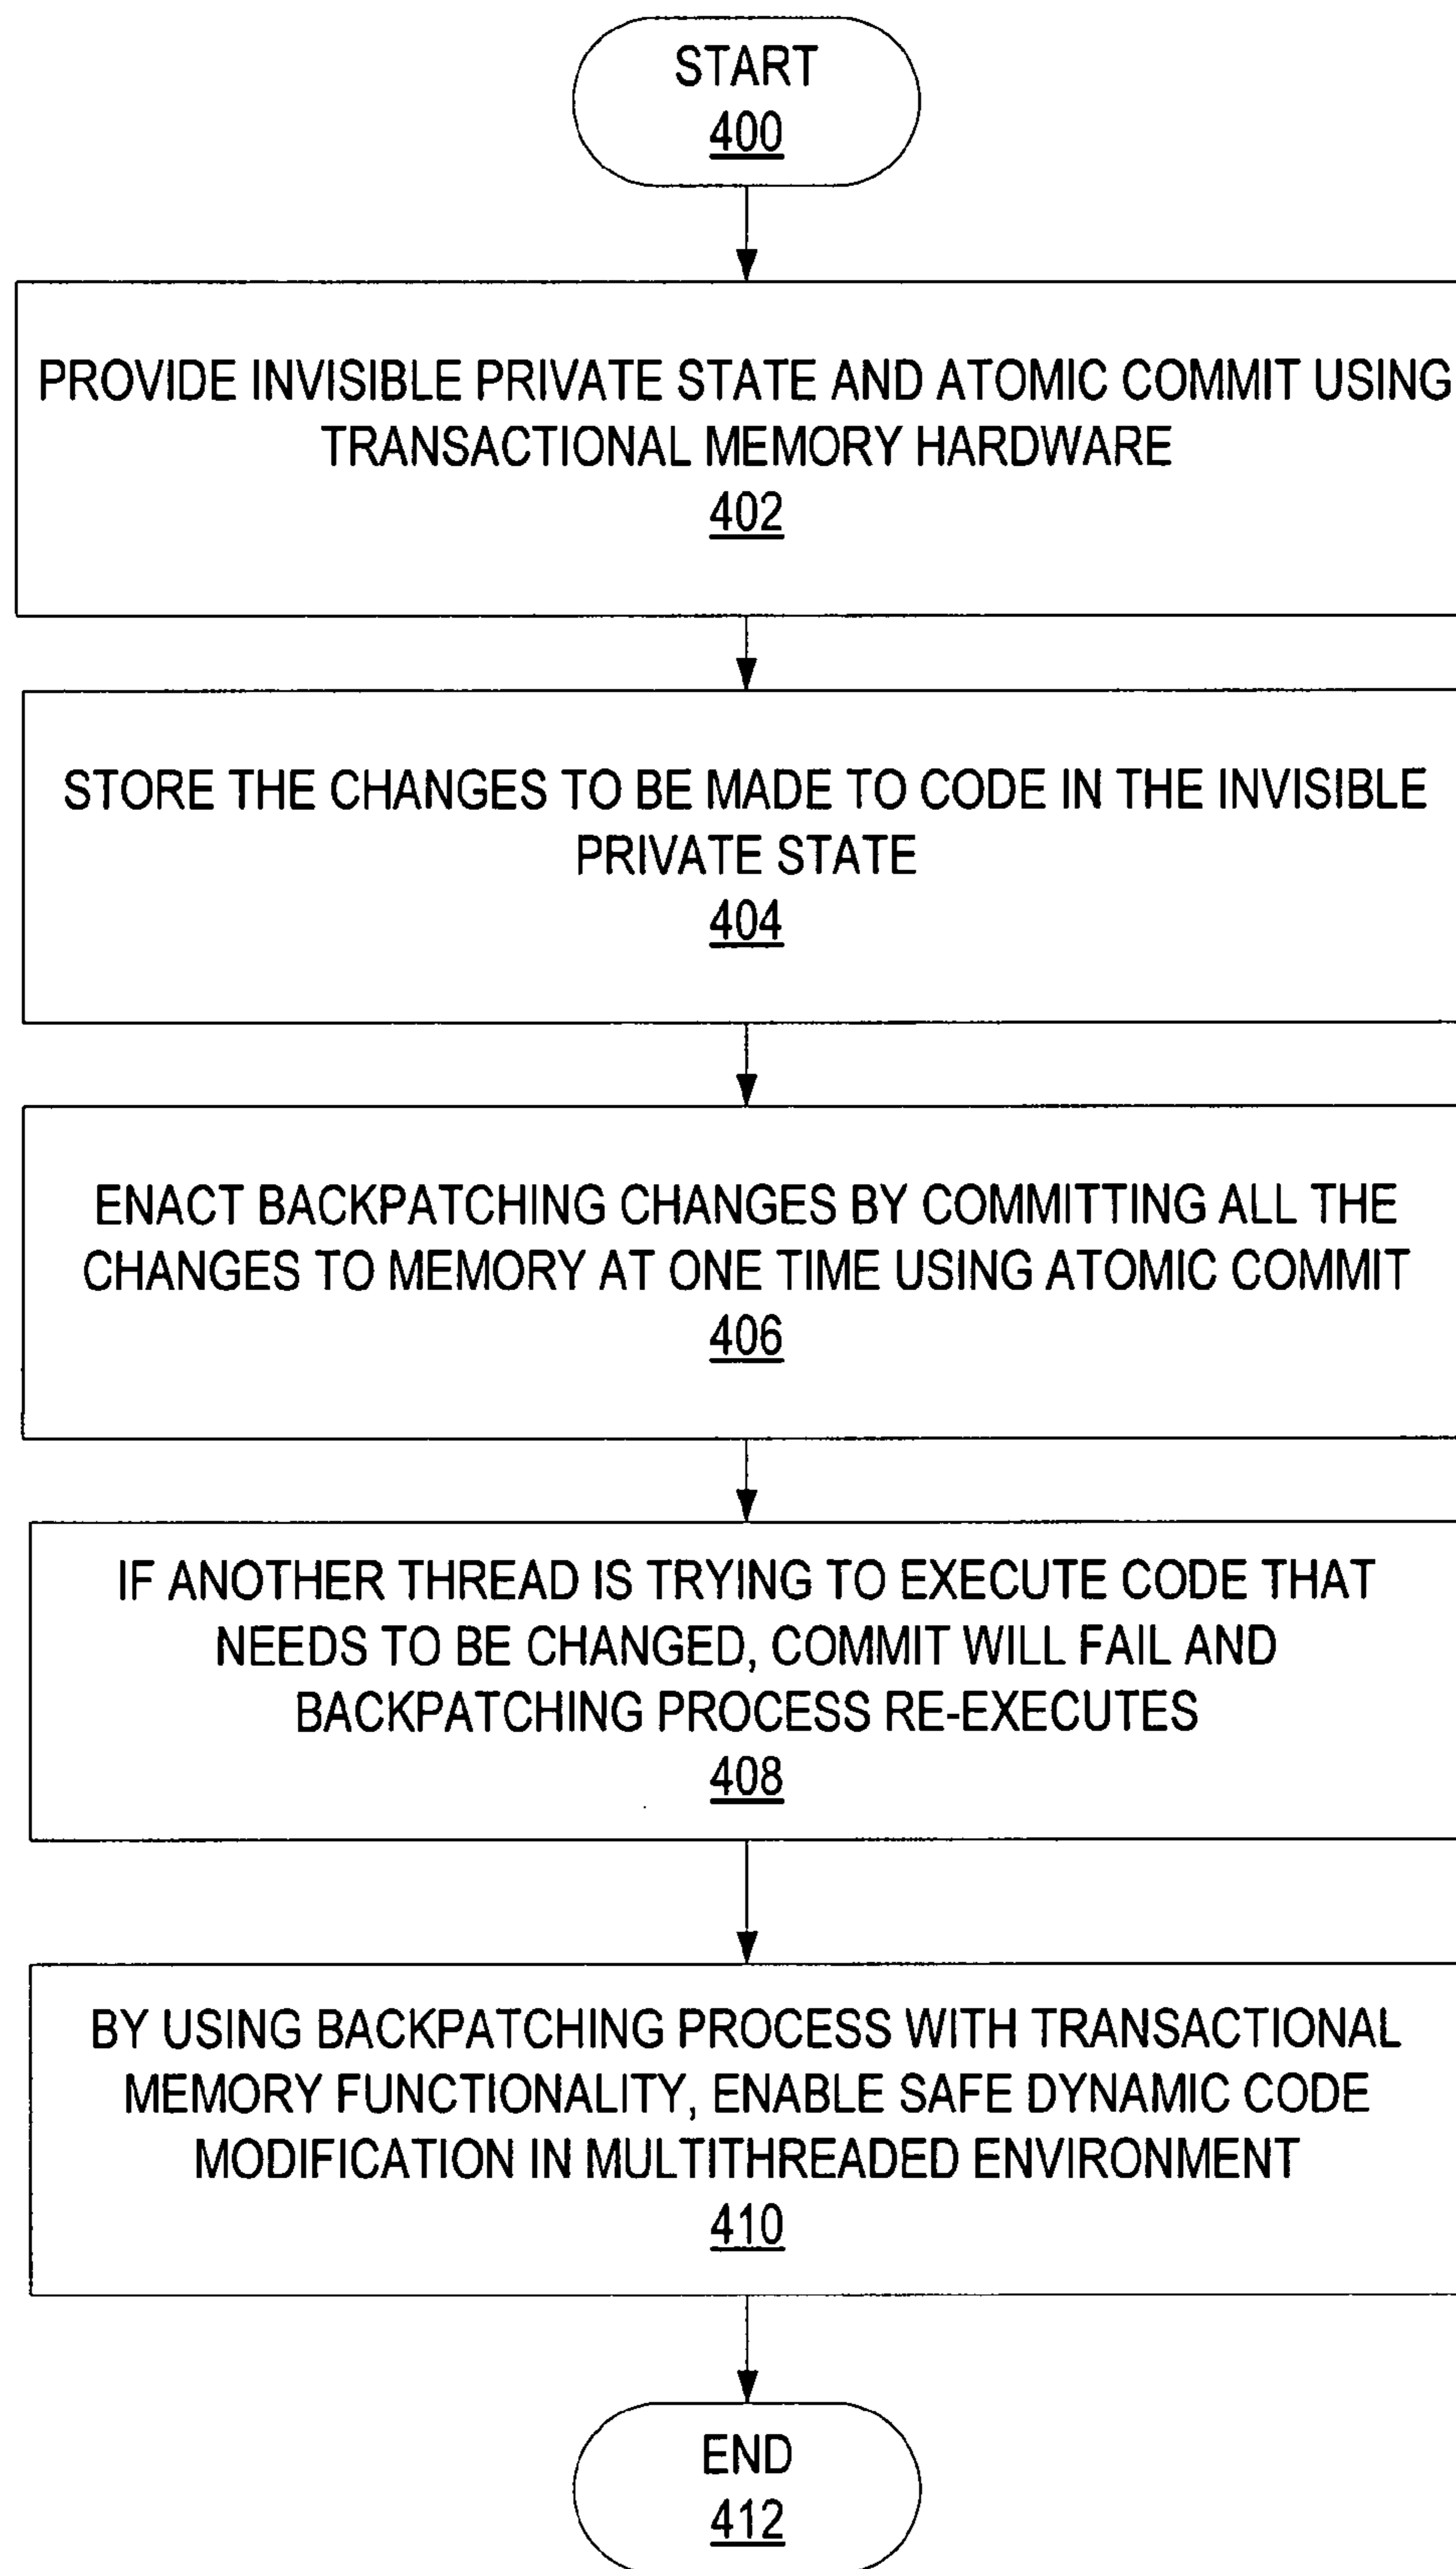 START
400
PROVIDE INVISIBLE PRIVATE STATE AND ATOMIC COMMIT USING
TRANSACTIONAL MEMORY HARDWARE
402
STORE THE CHANGES TO BE MADE TO CODE IN THE INVISIBLE
PRIVATE STATE
404
ENACT BACKPATCHING CHANGES BY COMMITTING ALL THE
CHANGES TO MEMORY AT ONE TIME USING ATOMIC COMMIT
406
IF ANOTHER THREAD IS TRYING TO EXECUTE CODE THAT
NEEDS TO BE CHANGED, COMMIT WILL FAIL AND
BACKPATCHING PROCESS RE-EXECUTES
408
BY USING BACKPATCHING PROCESS WITH TRANSACTIONAL
MEMORY FUNCTIONALITY, ENABLE SAFE DYNAMIC CODE
MODIFICATION IN MULTITHREADED ENVIRONMENT
410
END
412